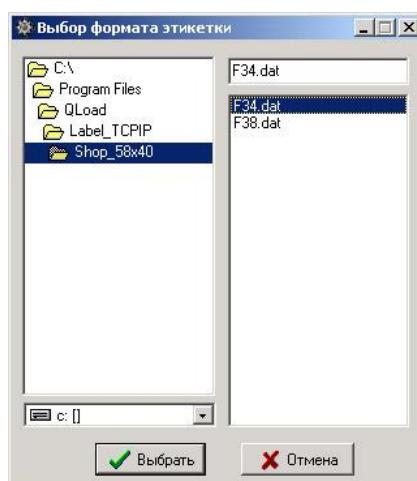 Выбор формата этикетки
C:\
Program Files
QLoad
Label_TCPIP
Shop_58x40
F34.dat
F34.dat
F38.dat
c: []
Выбрать
Отмена